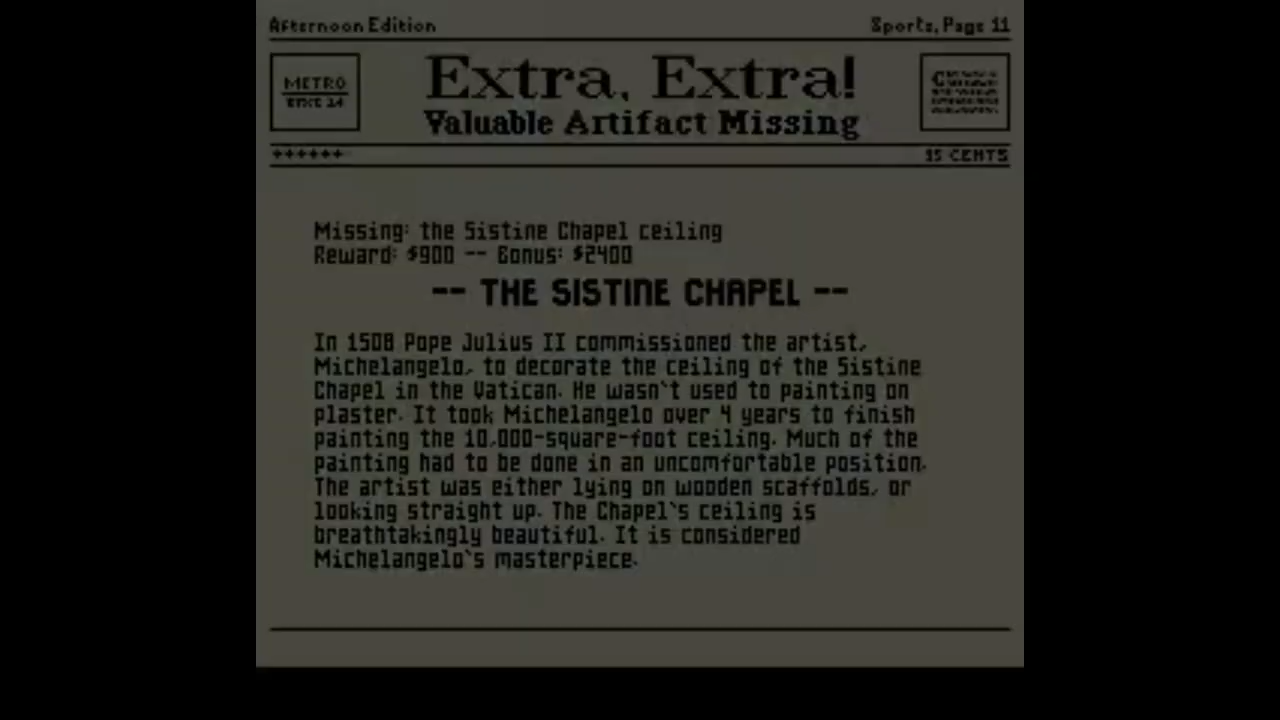 Afternoon Edition
Sports, Page 11
METRO
Extra, Extra!
Valuable Artifact Missing
++++++
15 CENTS
Missing: the Sistine Chapel ceiling
Reward: $900 -- Bonus: $2400
-- THE SISTINE CHAPEL --
In 1508 Pope Julius II commissioned the artist,
Michelangelo, to decorate the ceiling of the Sistine
Chapel in the Vatican. He wasn't used to painting on
plaster. It took Michelangelo over 4 years to finish
painting the 10,000-square-foot ceiling. Much of the
painting had to be done in an uncomfortable position.
The artist was either lying on wooden scaffolds, or
looking straight up. The Chapel's ceiling is
breathtakingly beautiful. It is considered
Michelangelo's masterpiece.